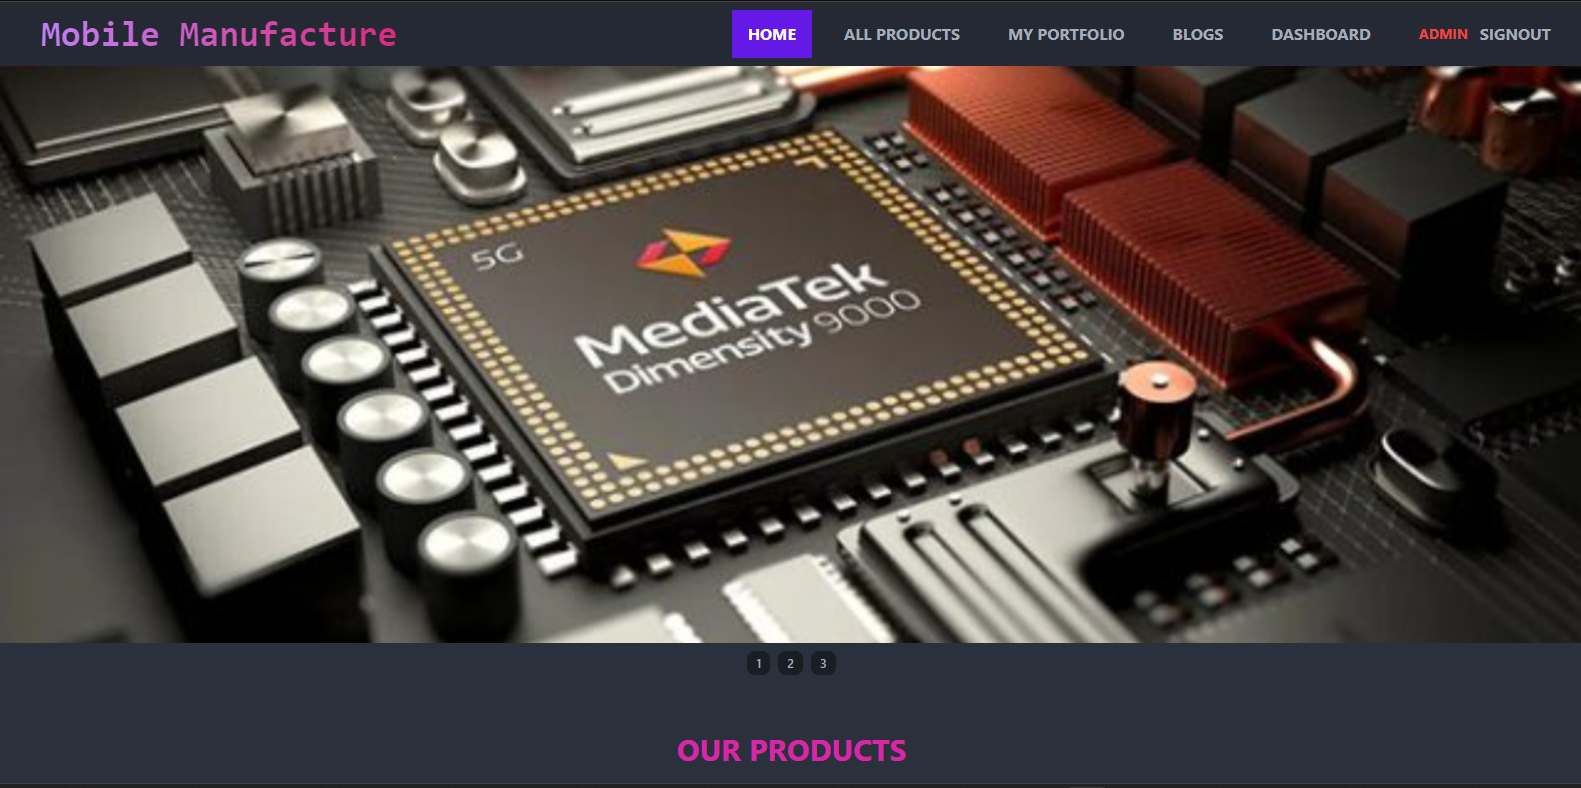 Mobile Manufacture
HOME
ALL PRODUCTS
MY PORTFOLIO
BLOGS
DASHBOARD
ADMIN
SIGNOUT
5G
MediaTek
Dimensity 9000
1
2
3
OUR PRODUCTS